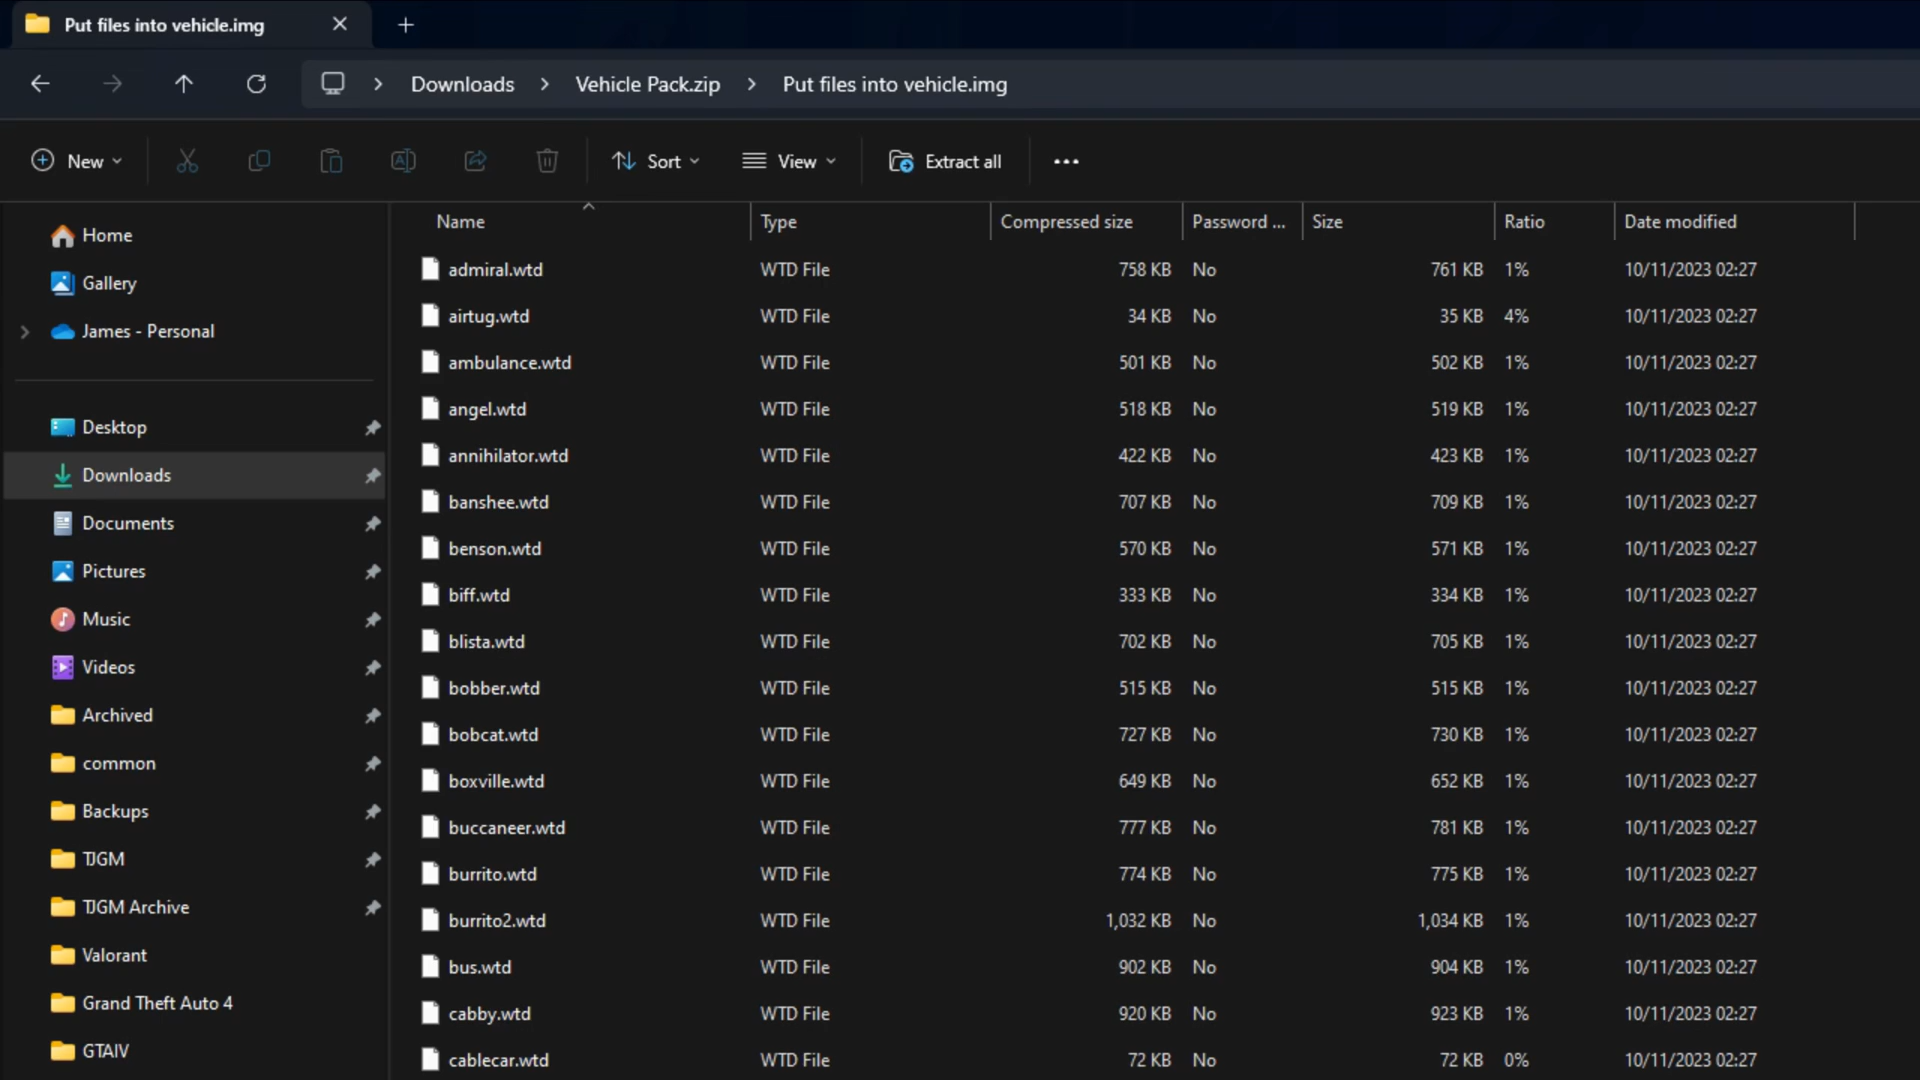 Put files into vehicle.img
Downloads > Vehicle Pack.zip > Put files into vehicle.img
New Sort View Extract all
Home
Gallery
James - Personal
Desktop
Downloads
Documents
Pictures
Music
Videos
Archived
common
Backups
TJGM
TJGM Archive
Valorant
Grand Theft Auto 4
GTAIV
Name Type Compressed size Password ... Size Ratio Date modified
admiral.wtd WTD File 758 KB No 761 KB 1% 10/11/2023 02:27
airtug.wtd WTD File 34 KB No 35 KB 4% 10/11/2023 02:27
ambulance.wtd WTD File 501 KB No 502 KB 1% 10/11/2023 02:27
angel.wtd WTD File 518 KB No 519 KB 1% 10/11/2023 02:27
annihilator.wtd WTD File 422 KB No 423 KB 1% 10/11/2023 02:27
banshee.wtd WTD File 707 KB No 709 KB 1% 10/11/2023 02:27
benson.wtd WTD File 570 KB No 571 KB 1% 10/11/2023 02:27
biff.wtd WTD File 333 KB No 334 KB 1% 10/11/2023 02:27
blista.wtd WTD File 702 KB No 705 KB 1% 10/11/2023 02:27
bobber.wtd WTD File 515 KB No 515 KB 1% 10/11/2023 02:27
bobcat.wtd WTD File 727 KB No 730 KB 1% 10/11/2023 02:27
boxville.wtd WTD File 649 KB No 652 KB 1% 10/11/2023 02:27
buccaneer.wtd WTD File 777 KB No 781 KB 1% 10/11/2023 02:27
burrito.wtd WTD File 774 KB No 775 KB 1% 10/11/2023 02:27
burrito2.wtd WTD File 1,032 KB No 1,034 KB 1% 10/11/2023 02:27
bus.wtd WTD File 902 KB No 904 KB 1% 10/11/2023 02:27
cabby.wtd WTD File 920 KB No 923 KB 1% 10/11/2023 02:27
cablecar.wtd WTD File 72 KB No 72 KB 0% 10/11/2023 02:27